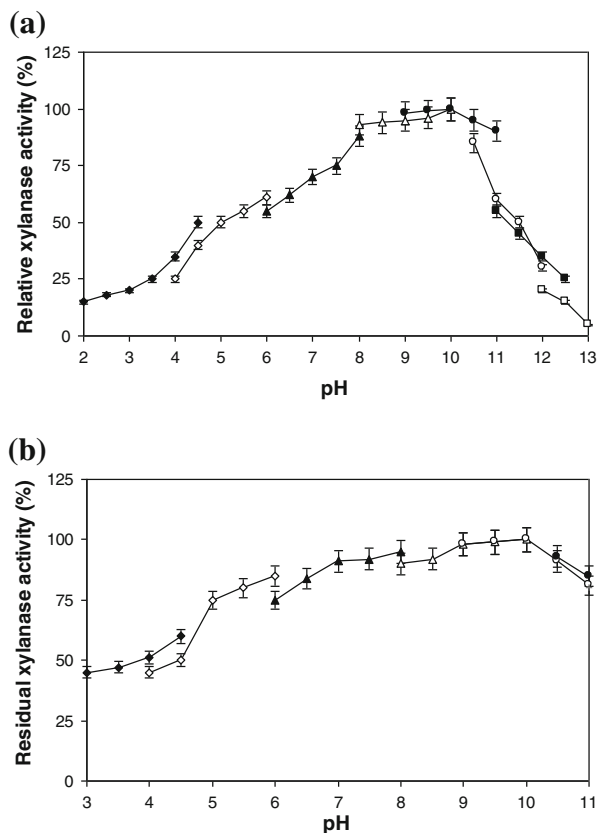 (a)
Relative xylanase activity (%)
125
100
75
50
25
0
2 3 4 5 6 7 8 9 10 11 12 13
pH
(b)
Residual xylanase activity (%)
125
100
75
50
25
0
3 4 5 6 7 8 9 10 11
pH